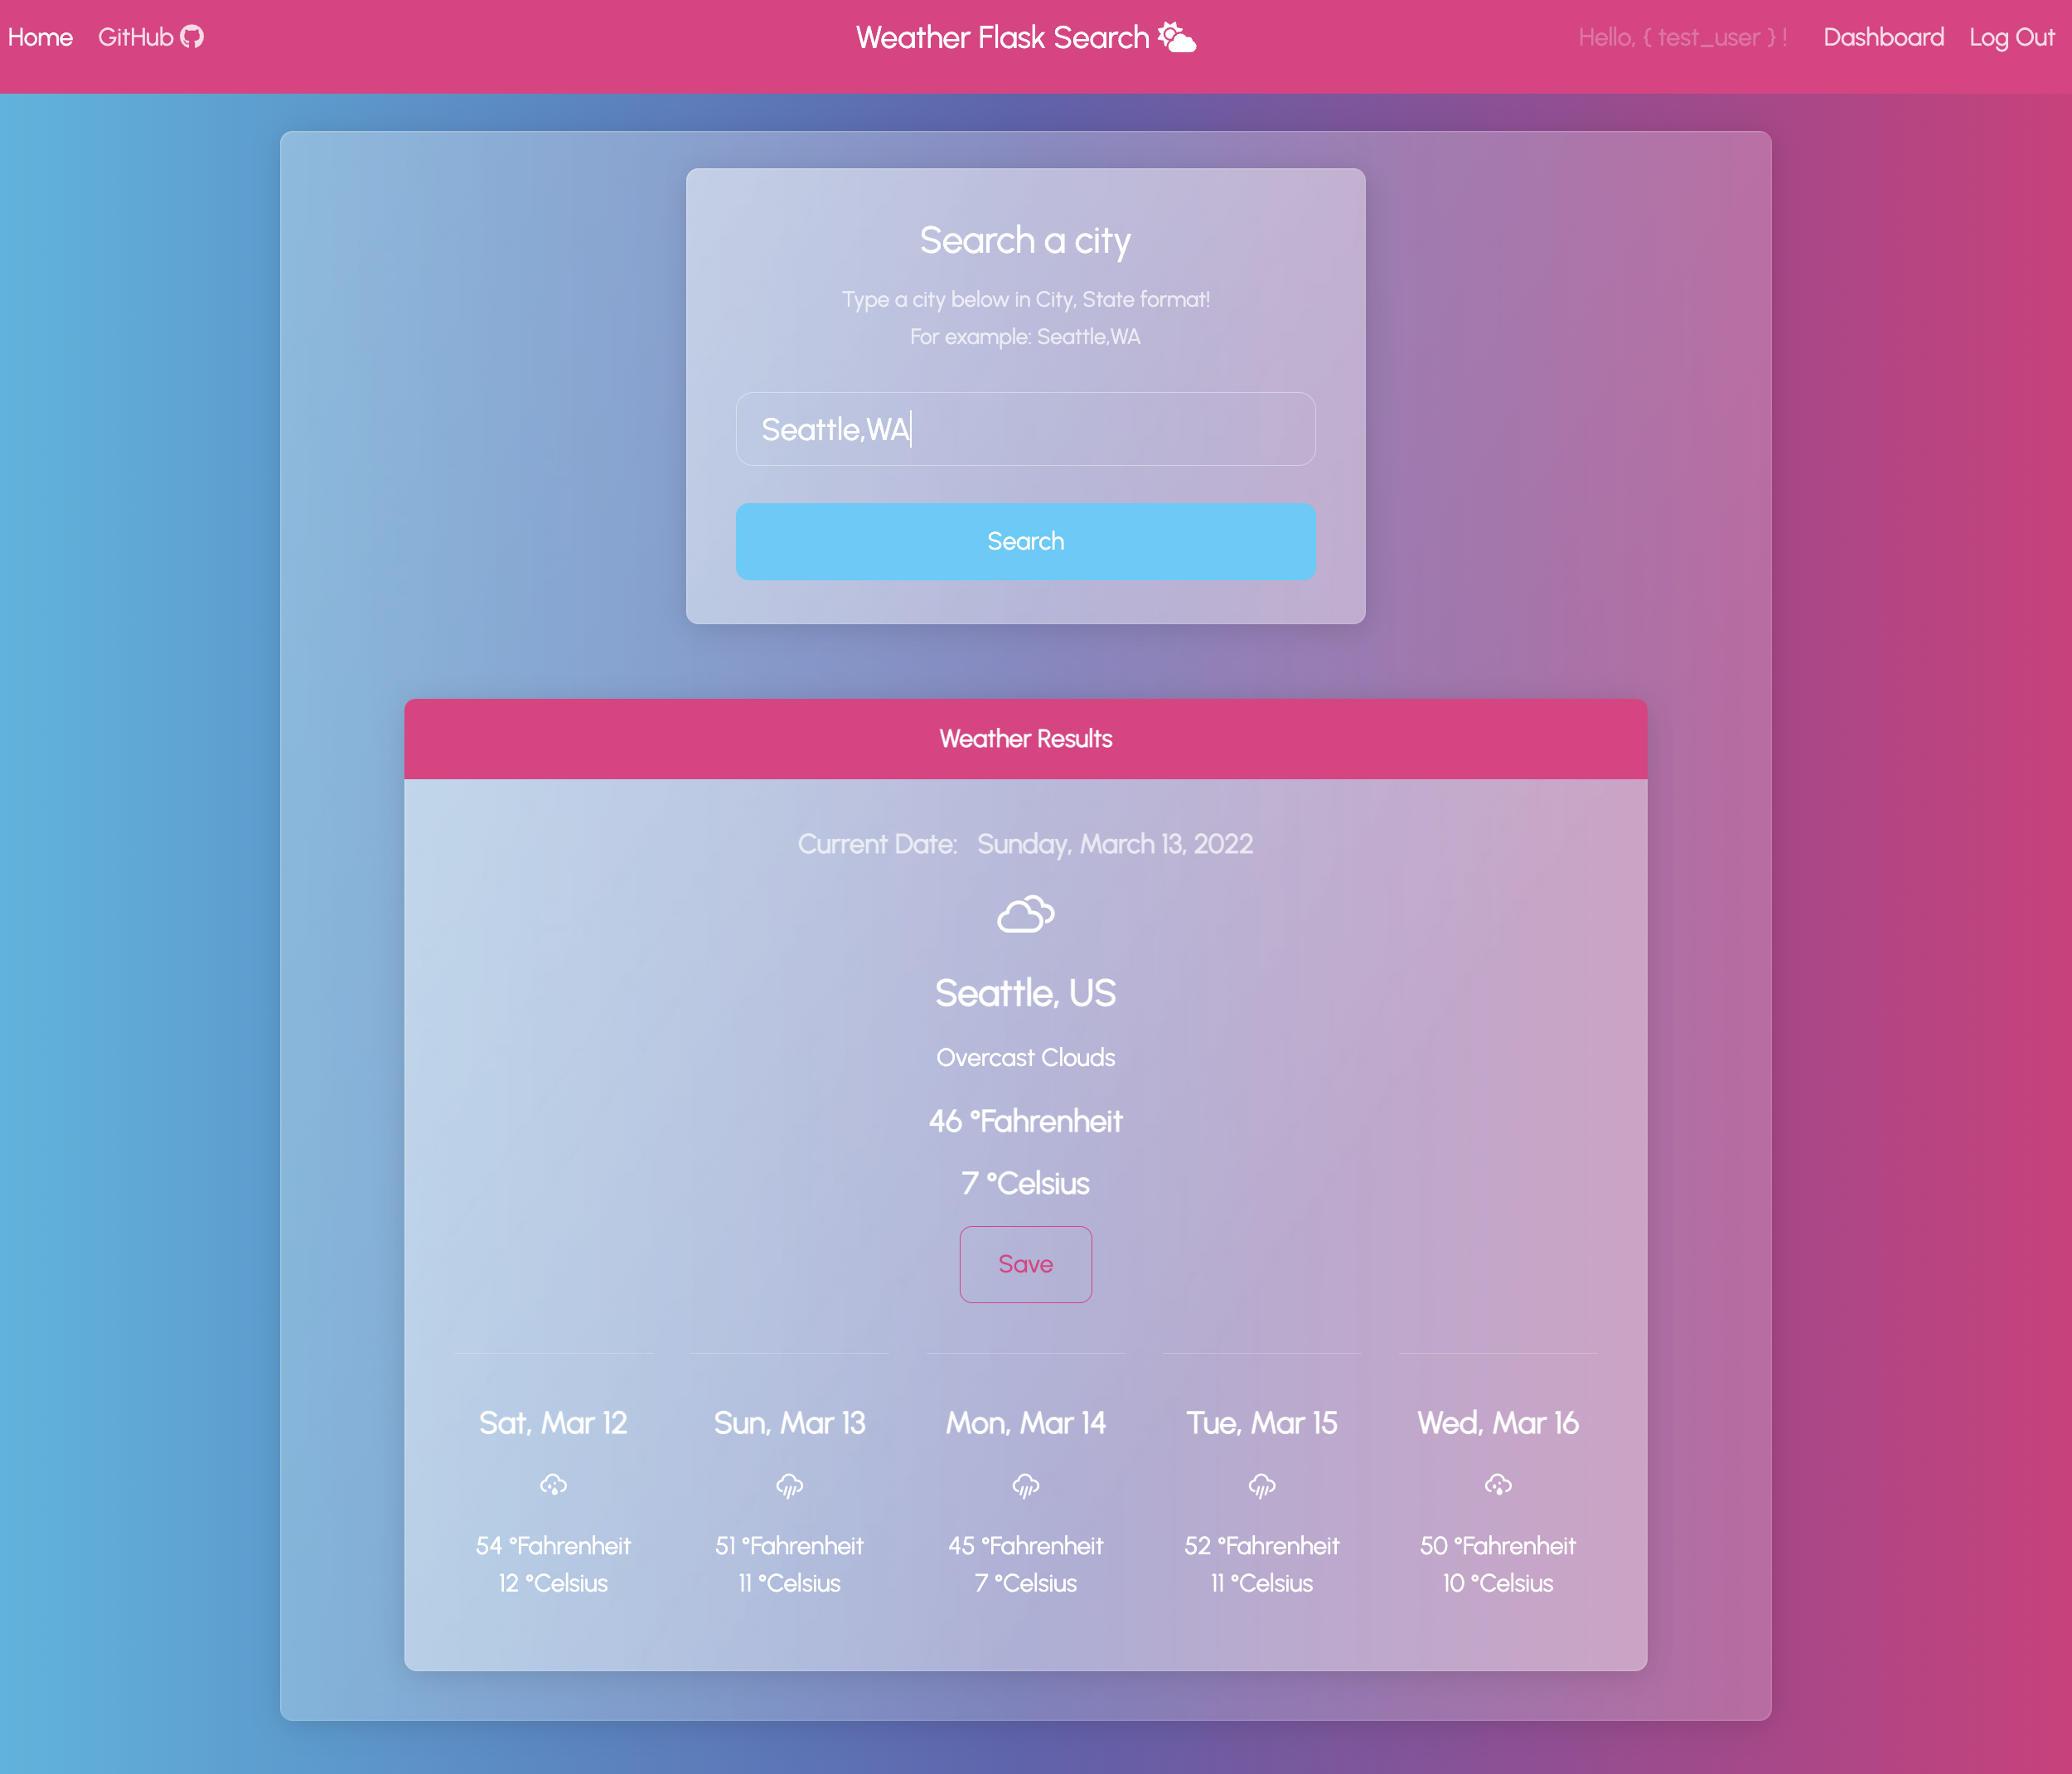 Home GitHub Weather Flask Search Hello, { test_user } ! Dashboard Log Out
Search a city
Type a city below in City, State format!
For example: Seattle,WA
Seattle,WA
Search
Weather Results
Current Date: Sunday, March 13, 2022
Seattle, US
Overcast Clouds
46 °Fahrenheit
7 °Celsius
Save
Sat, Mar 12 Sun, Mar 13 Mon, Mar 14 Tue, Mar 15 Wed, Mar 16
54 °Fahrenheit 51 °Fahrenheit 45 °Fahrenheit 52 °Fahrenheit 50 °Fahrenheit
12 °Celsius 11 °Celsius 7 °Celsius 11 °Celsius 10 °Celsius